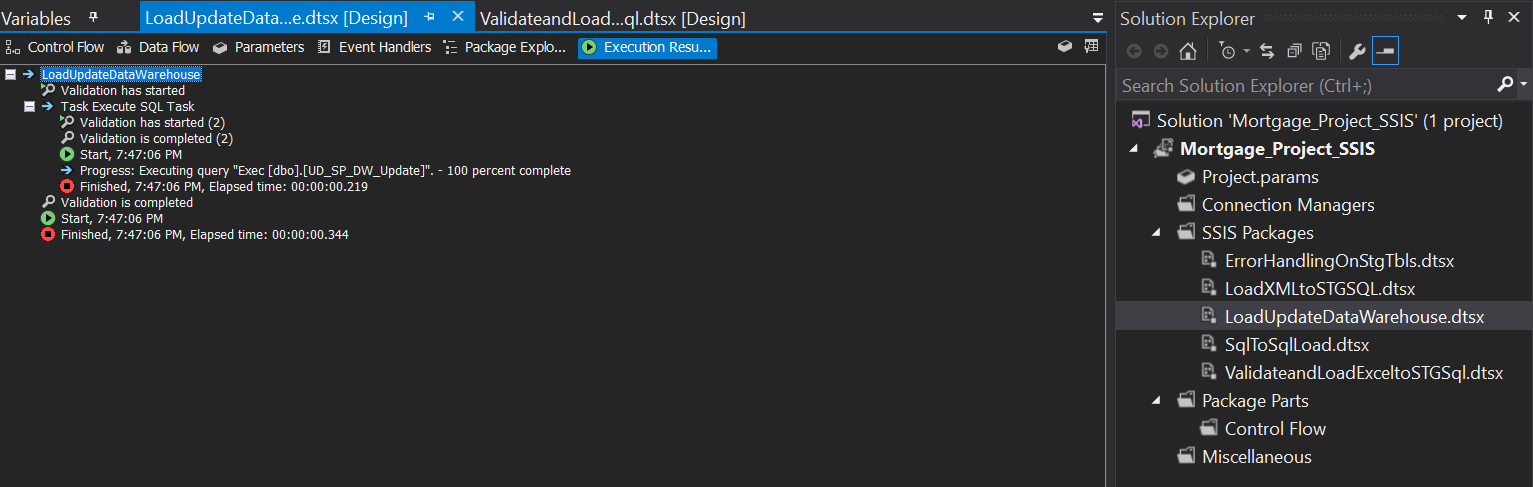 Variables
LoadUpdateData...e.dtsx [Design]
ValidateandLoad...ql.dtsx [Design]
Control Flow
Data Flow
Parameters
Event Handlers
Package Explo...
Execution Resu...
LoadUpdateDataWarehouse
Validation has started
Task Execute SQL Task
Validation has started (2)
Validation is completed (2)
Start, 7:47:06 PM
Progress: Executing query "Exec [dbo].[UD_SP_DW_Update]". - 100 percent complete
Finished, 7:47:06 PM, Elapsed time: 00:00:00.219
Validation is completed
Start, 7:47:06 PM
Finished, 7:47:06 PM, Elapsed time: 00:00:00.344
Solution Explorer
Search Solution Explorer (Ctrl+;)
Solution 'Mortgage_Project_SSIS' (1 project)
Mortgage_Project_SSIS
Project.params
Connection Managers
SSIS Packages
ErrorHandlingOnStgTbls.dtsx
LoadXMLtoSTGSQL.dtsx
LoadUpdateDataWarehouse.dtsx
SqlToSqlLoad.dtsx
ValidateandLoadExceltoSTGSql.dtsx
Package Parts
Control Flow
Miscellaneous